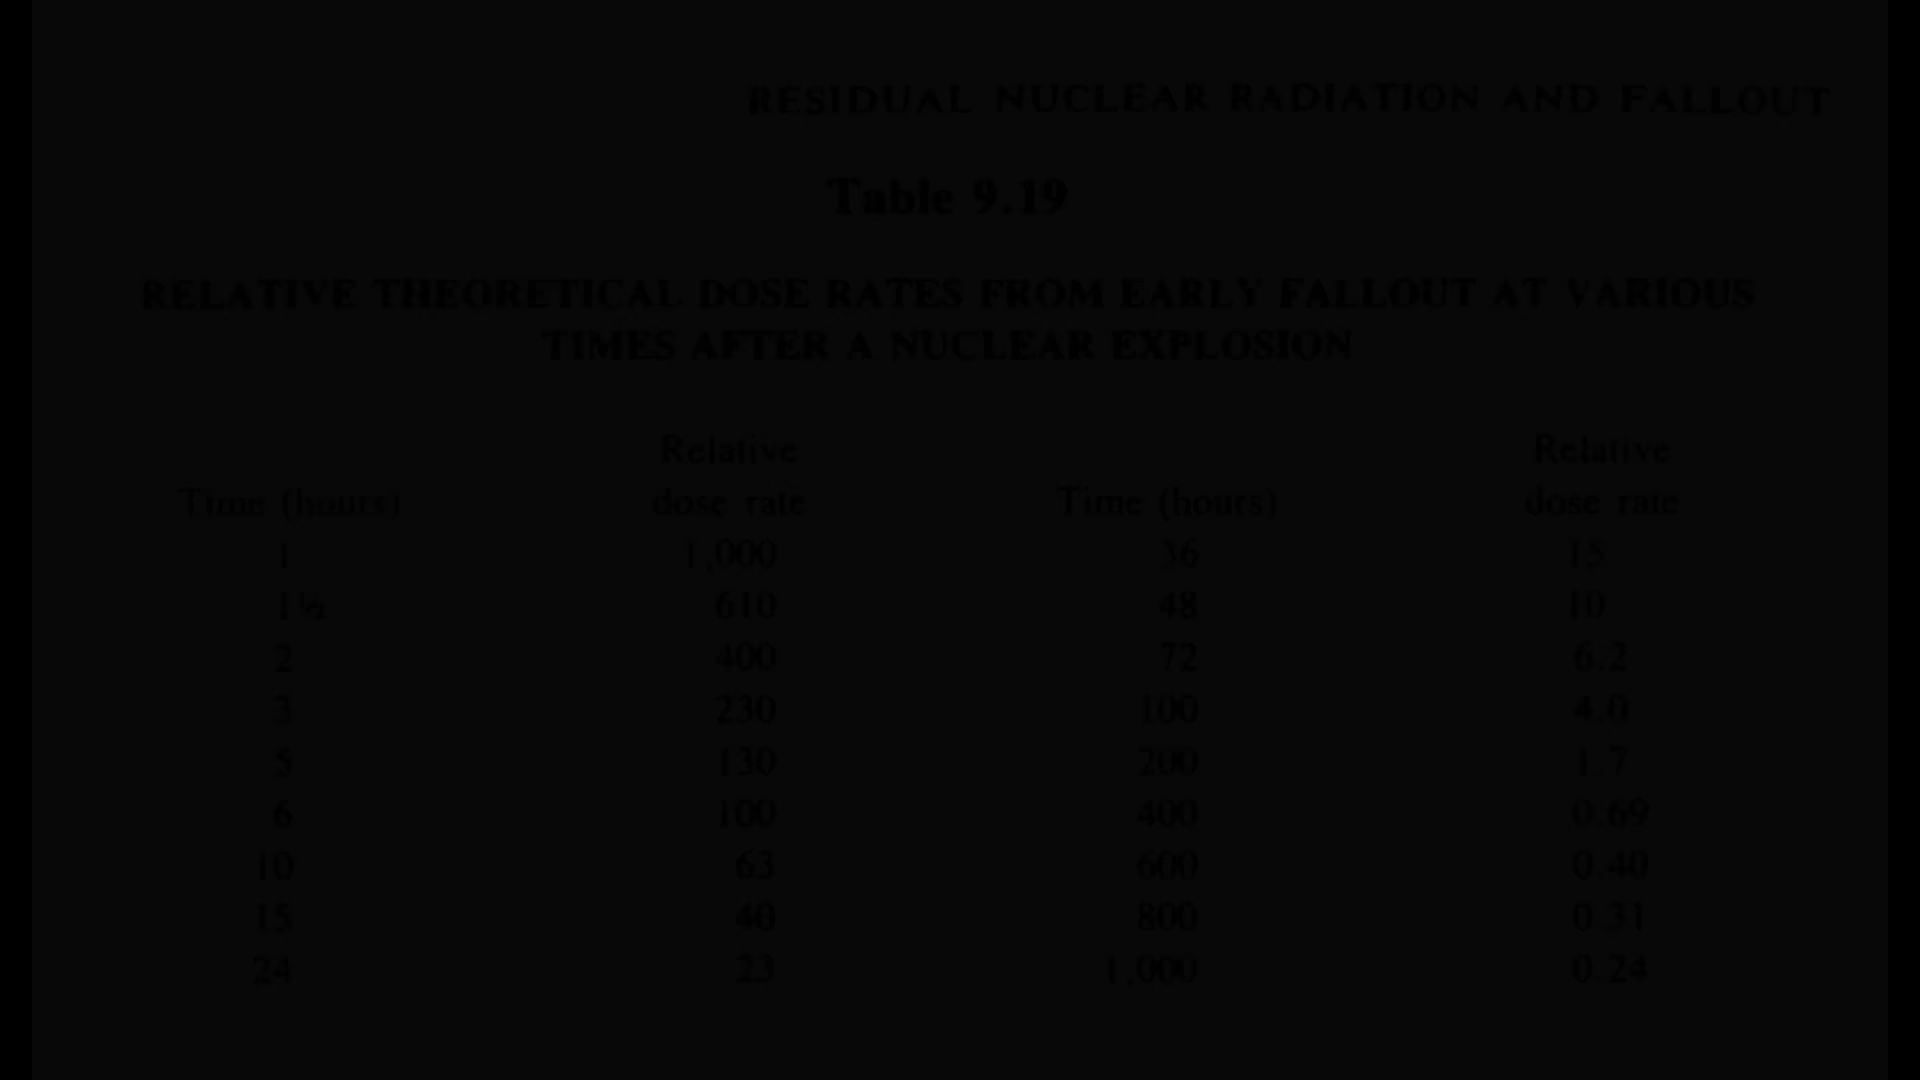 RESIDUAL NUCLEAR RADIATION AND FALLOUT
Table 9.19
RELATIVE THEORETICAL DOSE RATES FROM EARLY FALLOUT AT VARIOUS
TIMES AFTER A NUCLEAR EXPLOSION
Relative Relative
Time (hours) dose rate Time (hours) dose rate
1 1,000 36 15
1½ 610 48 10
2 400 72 6.2
3 230 100 4.0
5 130 200 1.7
6 100 400 0.69
10 63 600 0.40
15 40 800 0.31
24 23 1,000 0.24